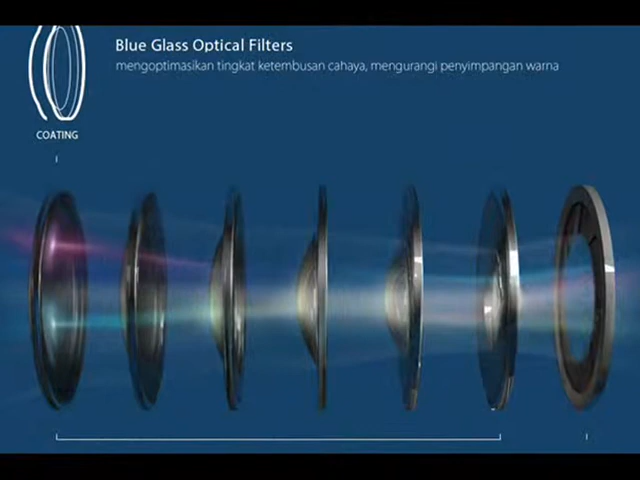 Blue Glass Optical Filters
mengoptimasikan tingkat ketembusan cahaya, mengurangi penyimpangan warna
COATING